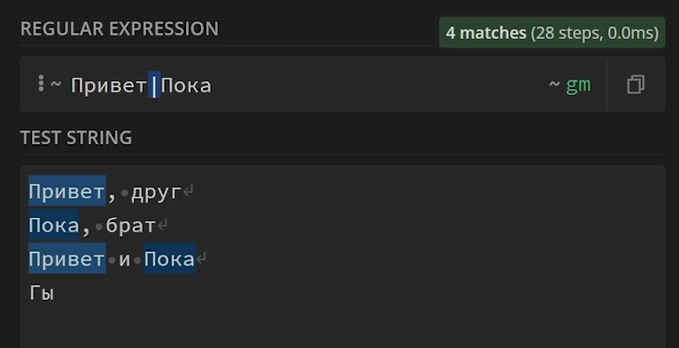 REGULAR EXPRESSION
4 matches (28 steps, 0.0ms)
~ Привет|Пока ~ gm
TEST STRING
Привет, друг
Пока, брат
Привет и Пока
Гы